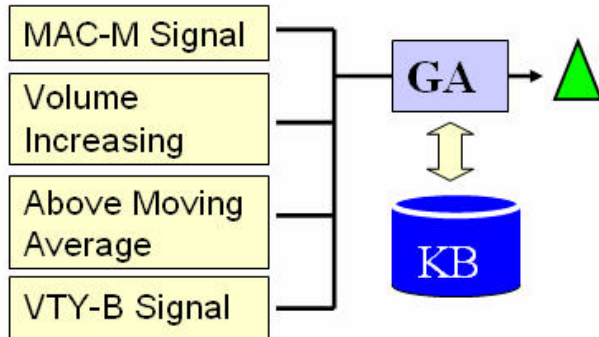 MAC-M Signal
Volume
Increasing
Above Moving
Average
VTY-B Signal
GA
KB